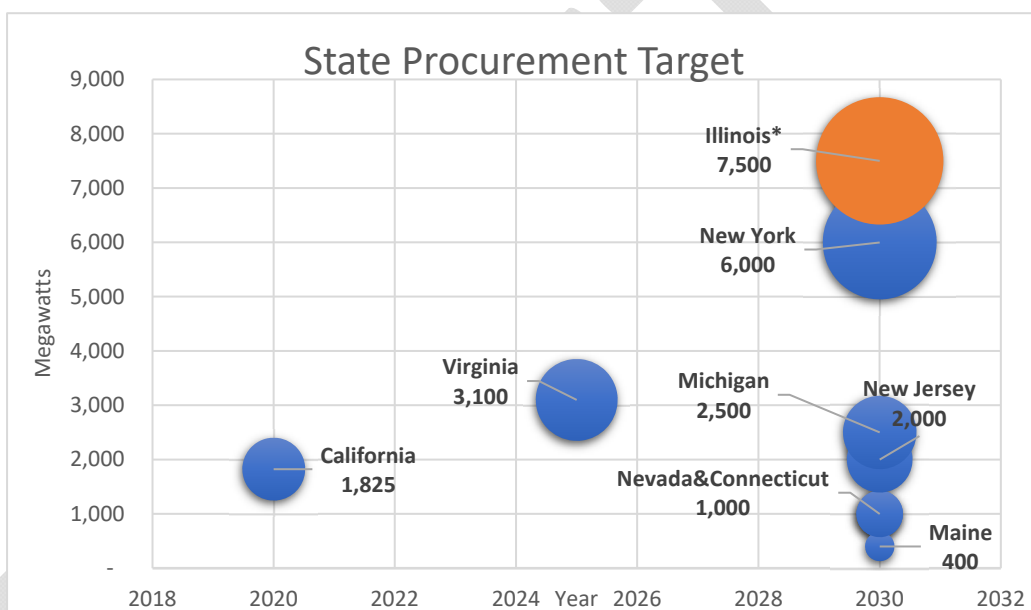 State Procurement Target
9,000
8,000
7,000
6,000
5,000
4,000
3,000
2,000
1,000
-
Megawatts
Illinois*
7,500
New York
6,000
Virginia
3,100
Michigan
2,500
New Jersey
2,000
California
1,825
Nevada&Connecticut
1,000
Maine
400
2018 2020 2022 2024 Year 2026 2028 2030 2032